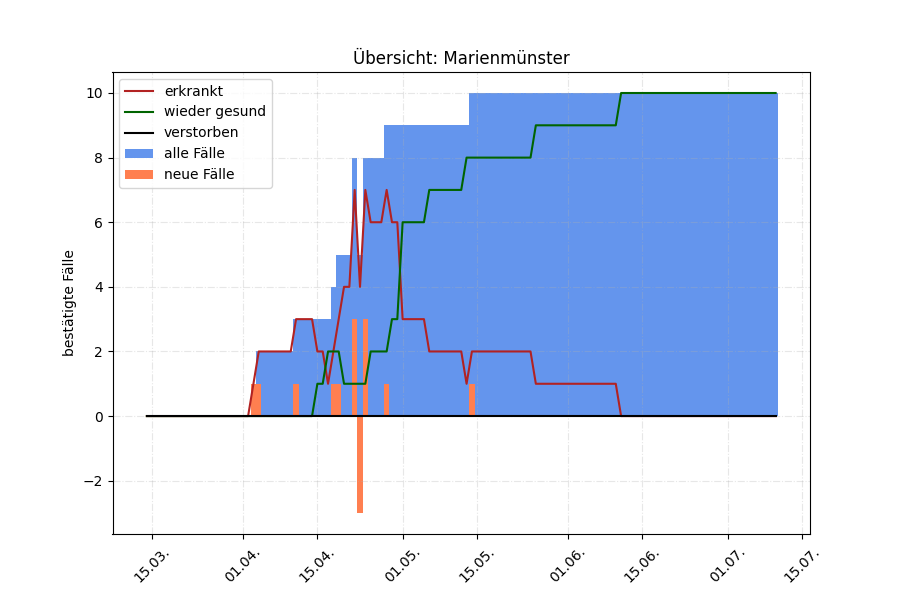 Übersicht: Marienmünster
erkrankt
wieder gesund
verstorben
alle Fälle
neue Fälle
bestätigte Fälle
10
8
6
4
2
0
−2
15.03.
01.04.
15.04.
01.05.
15.05.
01.06.
15.06.
01.07.
15.07.